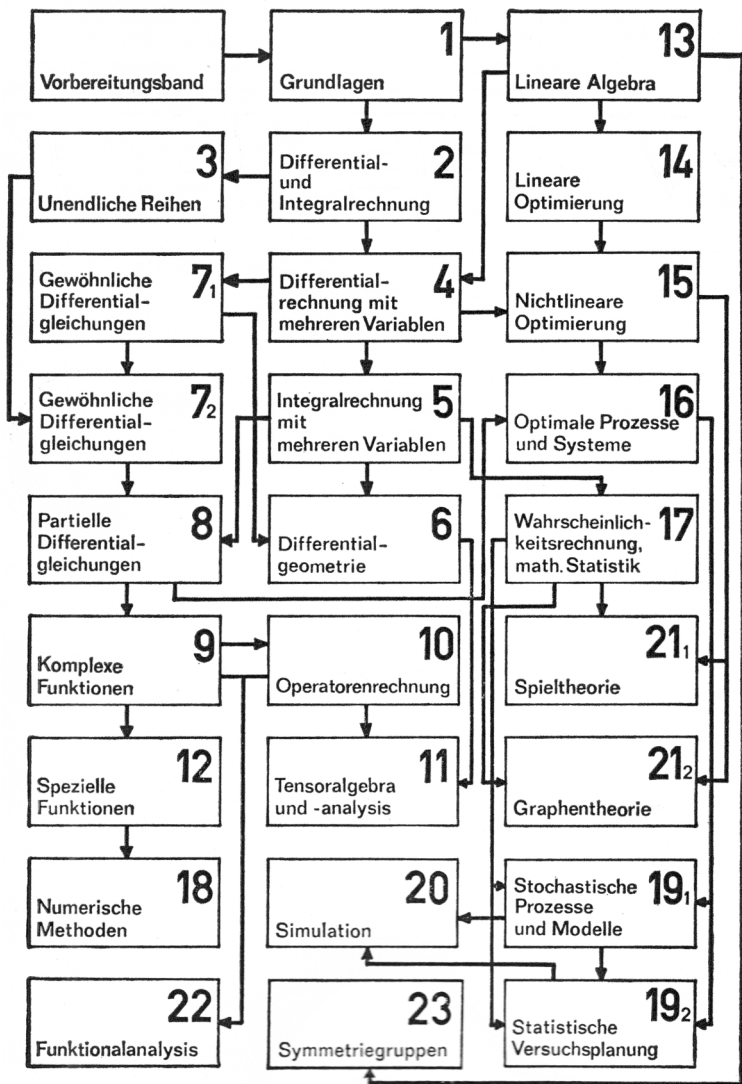 Vorbereitungsband
1
Grundlagen
13
Lineare Algebra
3
Unendliche Reihen
Differential-
und
Integralrechnung
2
14
Lineare
Optimierung
Gewöhnliche
Differential-
gleichungen
7₁
Differential-
rechnung mit
mehreren Variablen
4
15
Nichtlineare
Optimierung
Gewöhnliche
Differential-
gleichungen
7₂
Integralrechnung
mit
mehreren Variablen
5
16
Optimale Prozesse
und Systeme
Partielle
Differential-
gleichungen
8
6
Differential-
geometrie
Wahrscheinlich-
keitsrechnung,
math. Statistik
17
9
Komplexe
Funktionen
10
Operatorenrechnung
21₁
Spieltheorie
12
Spezielle
Funktionen
11
Tensoralgebra
und -analysis
21₂
Graphentheorie
18
Numerische
Methoden
20
Simulation
Stochastische
Prozesse
und Modelle
19₁
22
Funktionalanalysis
23
Symmetriegruppen
19₂
Statistische
Versuchsplanung